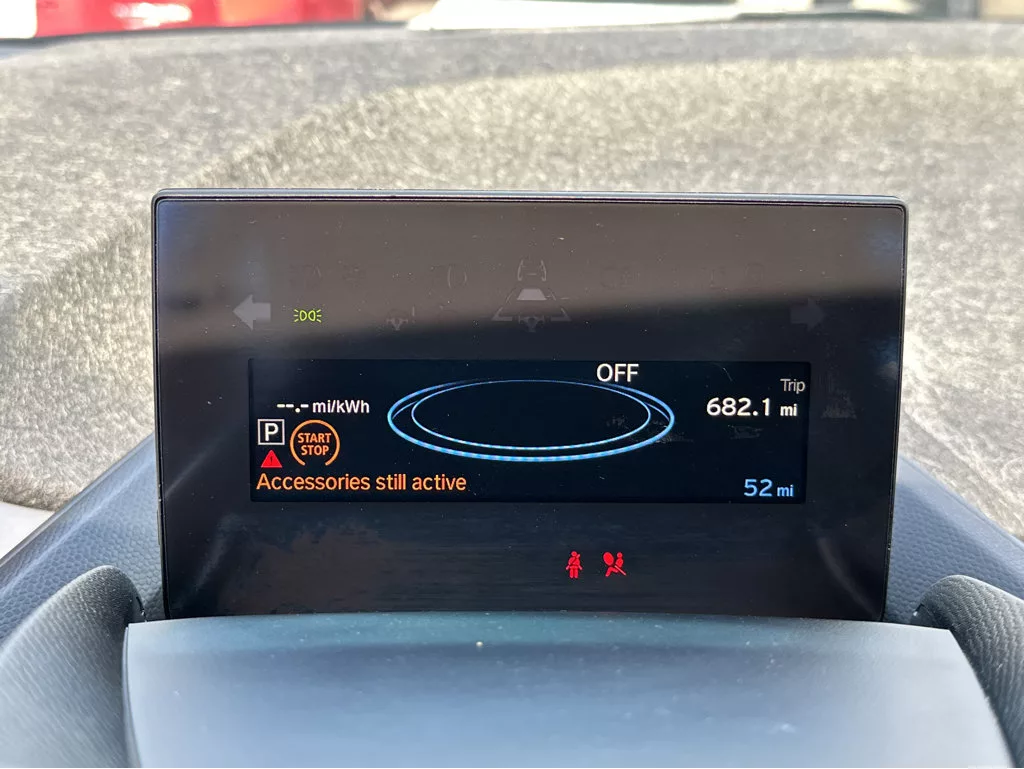 OFF
Trip
--.- mi/kWh
682.1 mi
P
START
STOP
Accessories still active
52 mi